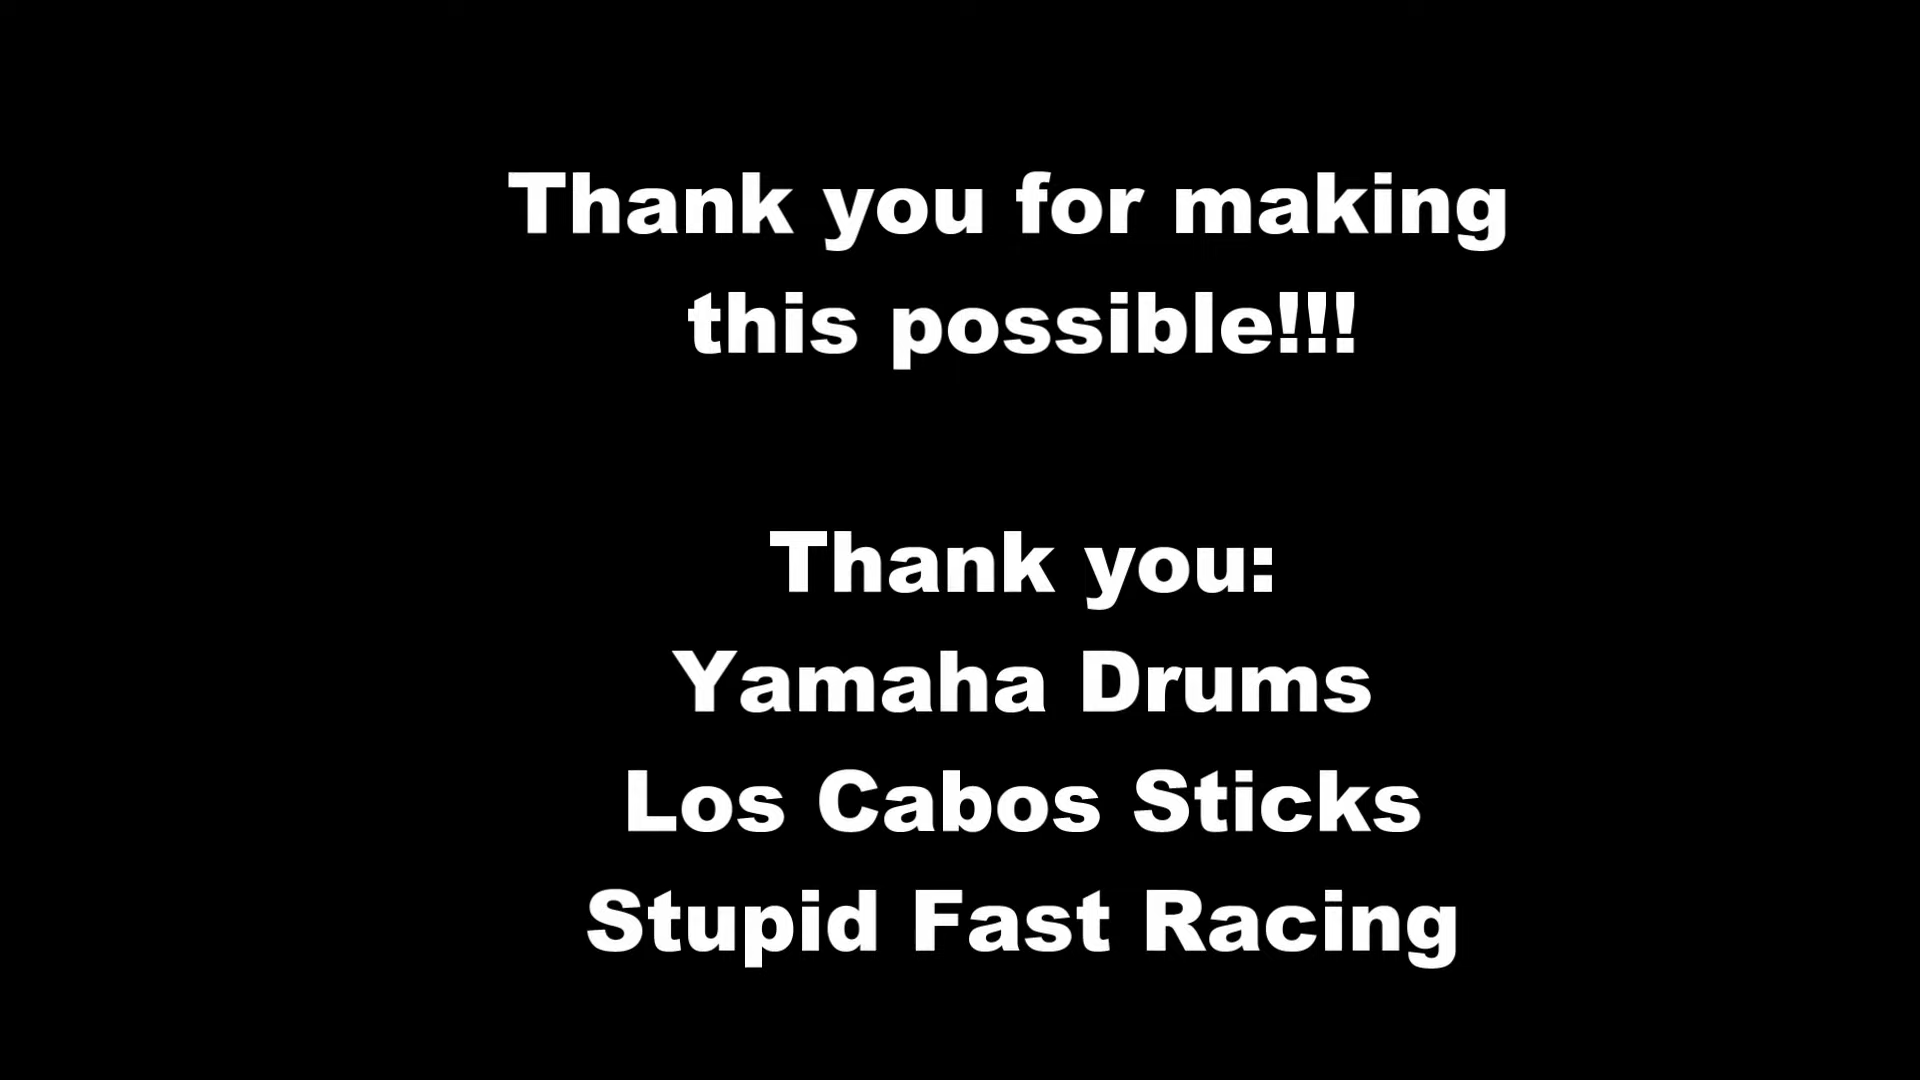 Thank you for making
this possible!!!
Thank you:
Yamaha Drums
Los Cabos Sticks
Stupid Fast Racing